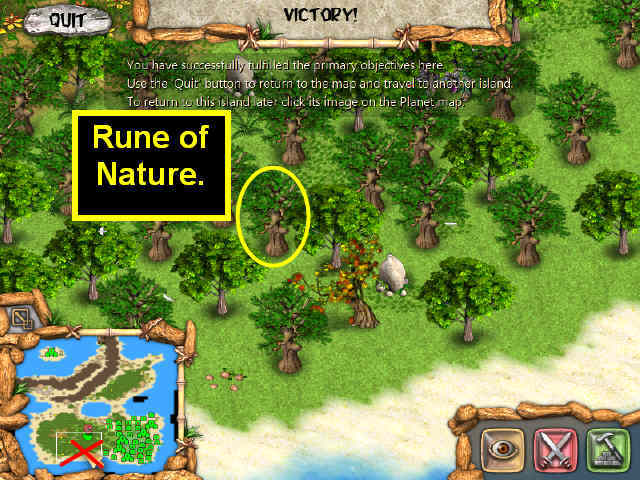 QUIT
VICTORY!
You have successfully fulfilled the primary objectives here.
Use the 'Quit' button to return to the map and travel to another island.
To return to this island later click its image on the Planet map.
Rune of
Nature.